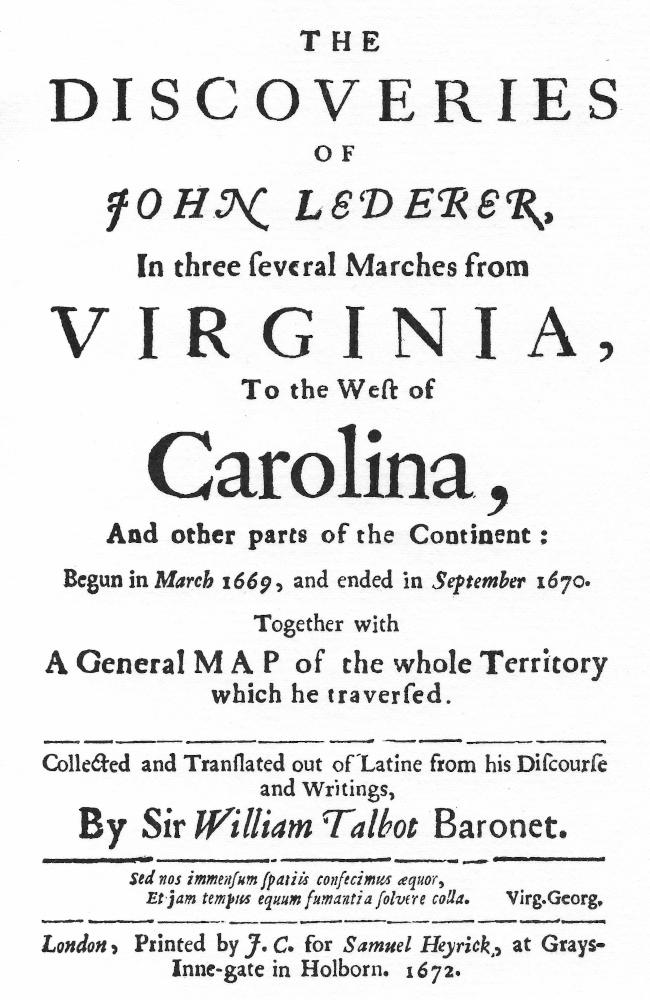 THE
DISCOVERIES
OF
JOHN LEDERER,
In three ſeveral Marches from
VIRGINIA,
To the Weſt of
Carolina,
And other parts of the Continent:
Begun in March 1669, and ended in September 1670.
Together with
A General MAP of the whole Territory
which he traverſed.
Collected and Tranſlated out of Latine from his Diſcourſe
and Writings,
By Sir William Talbot Baronet.
Sed nos immenſum ſpatiis confecimus æquor,
Et jam tempus equum fumantia ſolvere colla. Virg.Georg.
London, Printed by J. C. for Samuel Heyrick, at Grays-
Inne-gate in Holborn. 1672.